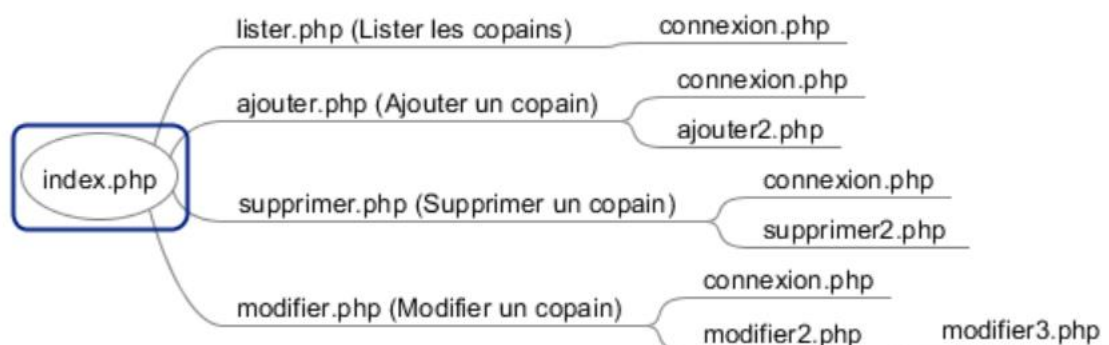 lister.php (Lister les copains)
connexion.php
ajouter.php (Ajouter un copain)
connexion.php
ajouter2.php
index.php
supprimer.php (Supprimer un copain)
connexion.php
supprimer2.php
modifier.php (Modifier un copain)
connexion.php
modifier2.php
modifier3.php